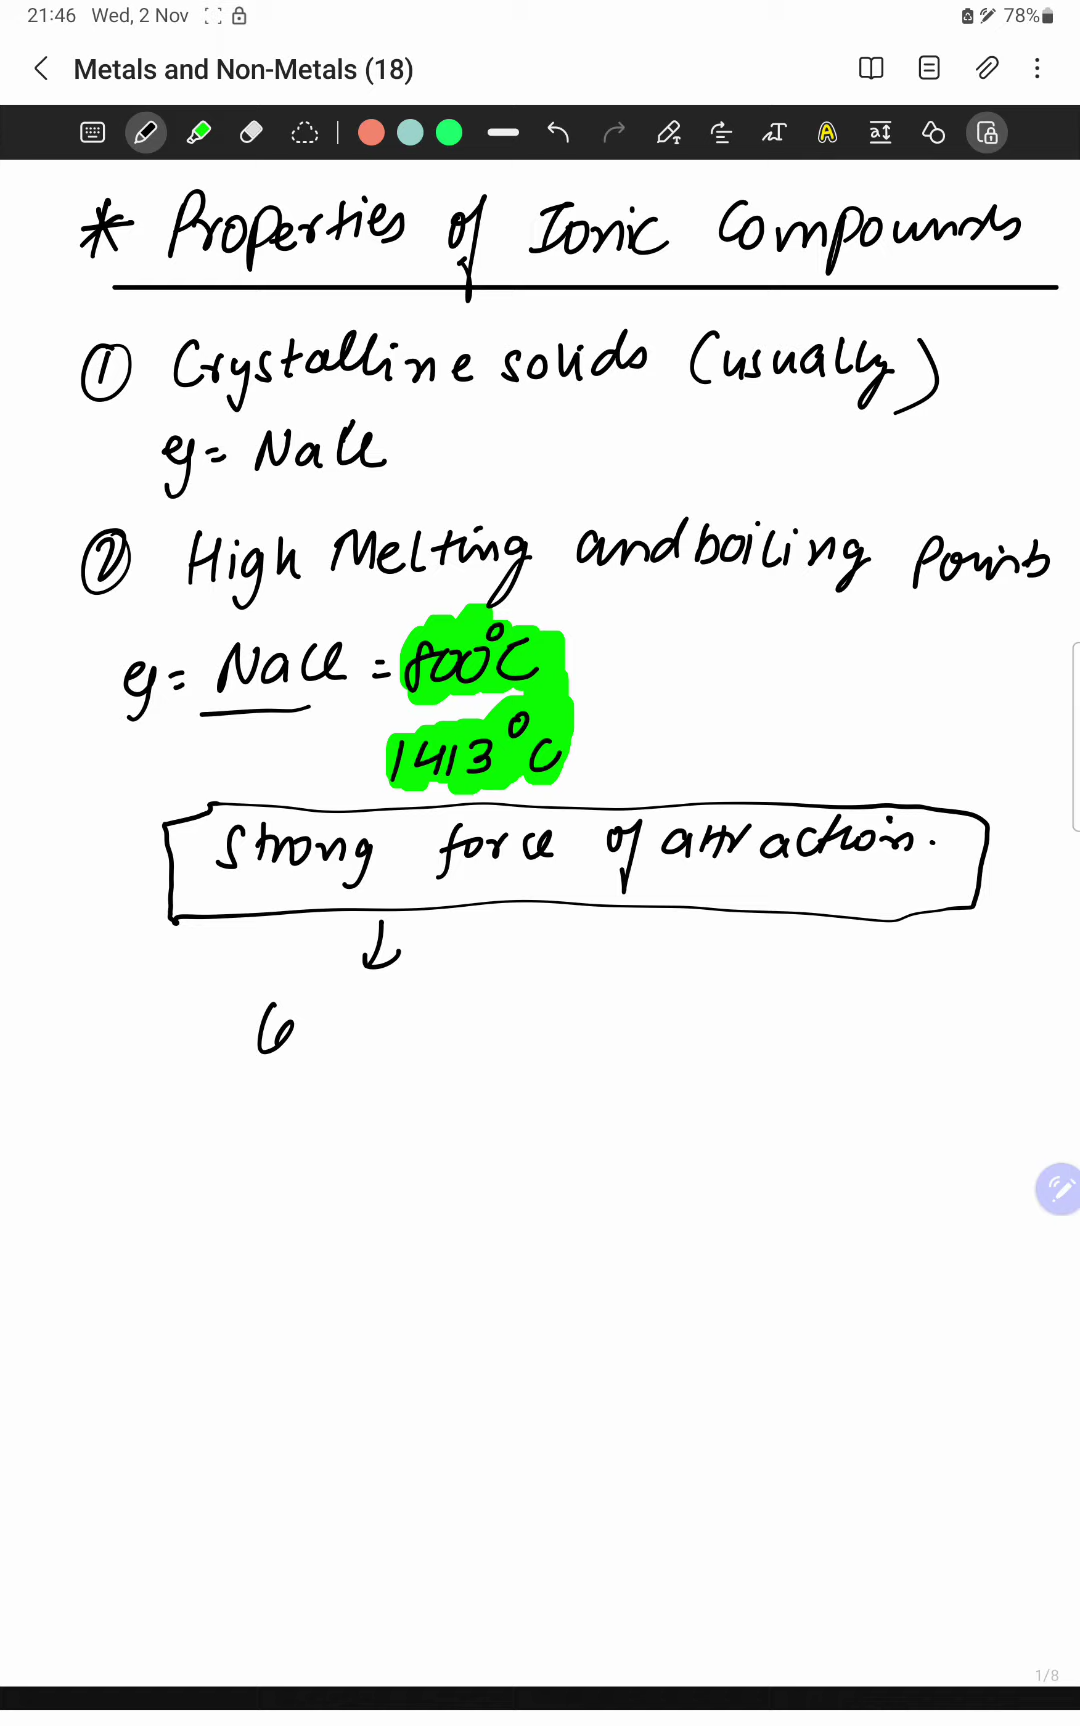 21:46 Wed, 2 Nov 78%
Metals and Non-Metals (18)
* Properties of Ionic Compounds
① Crystalline solids (usually)
eg = NaCl
② High Melting and boiling Points
eg = NaCl = 800°C
1413°C
Strong force of attraction.
↓
1/8